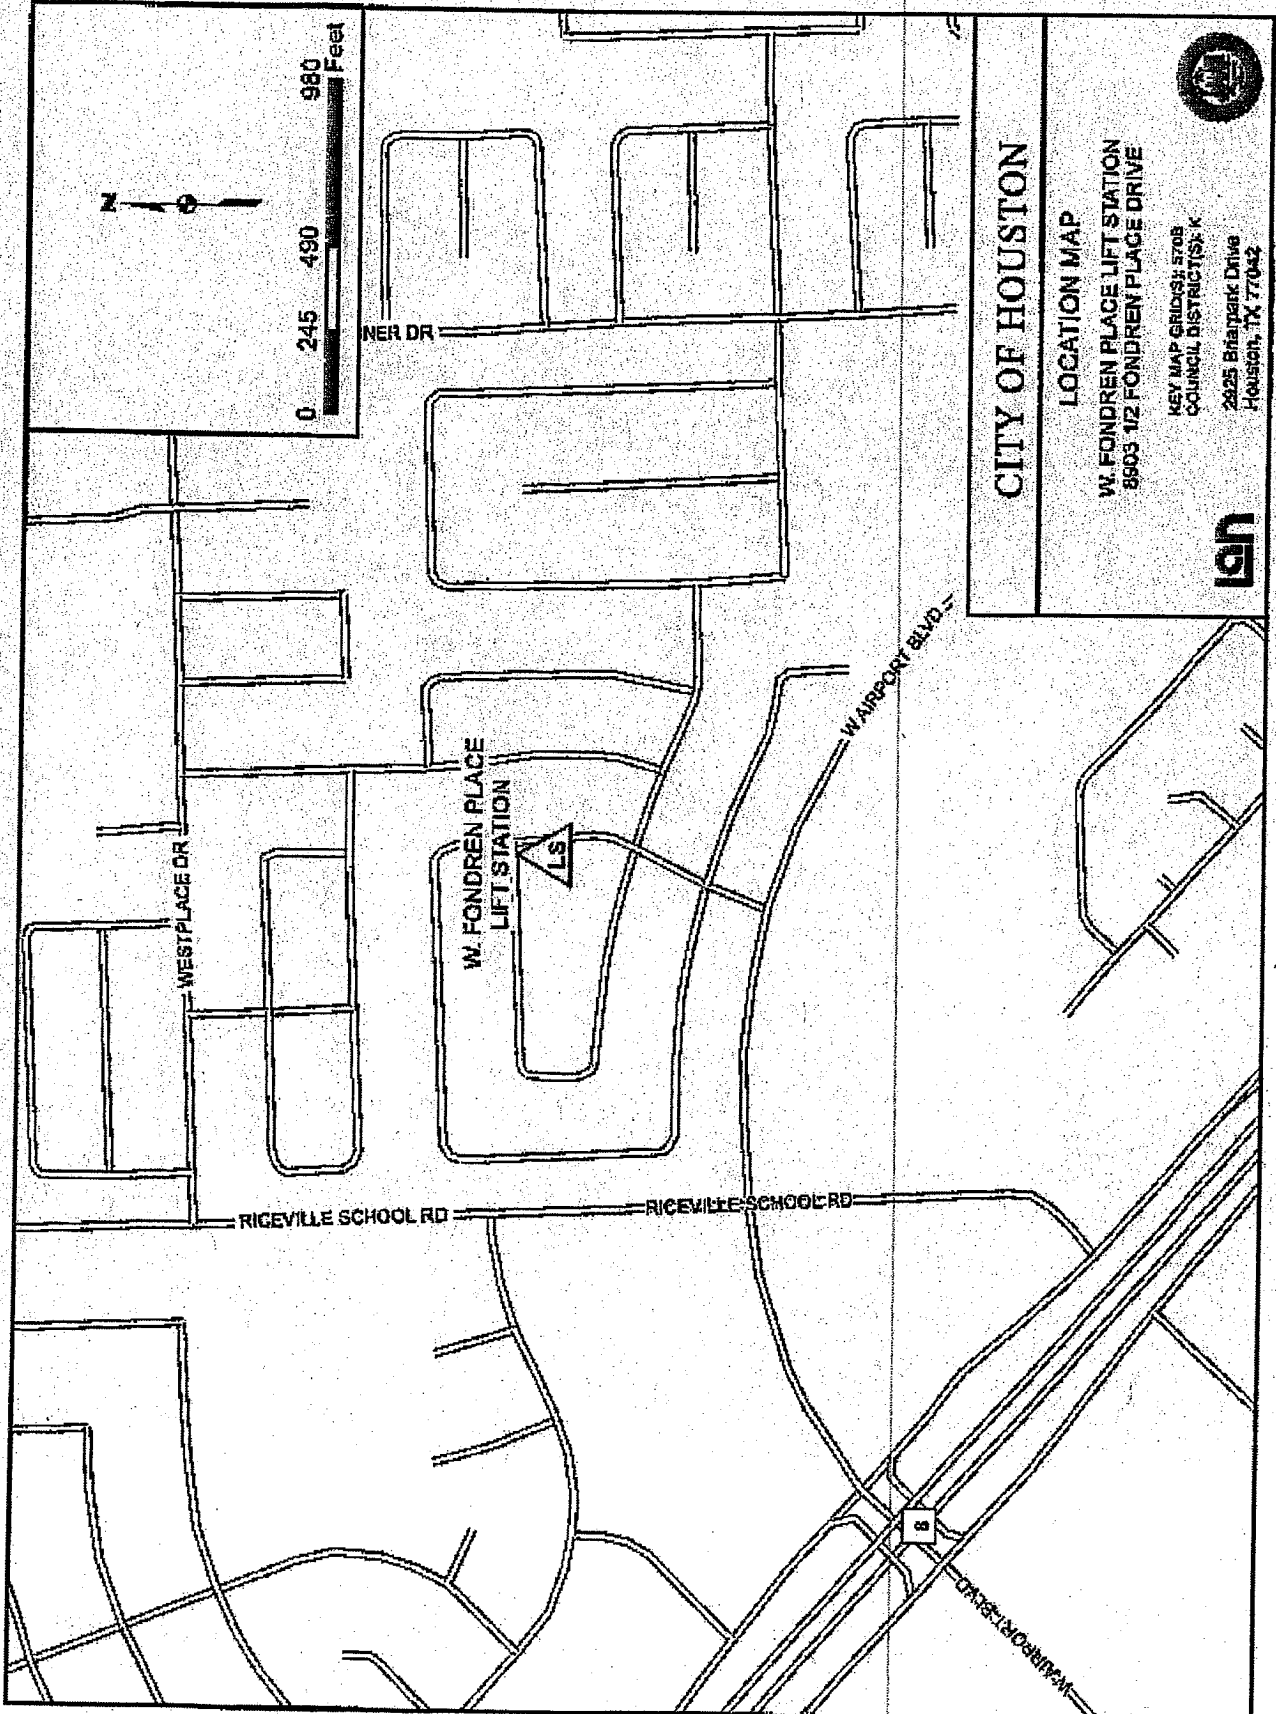 N
0 245 490 980
Feet
NER DR
WESTPLACE DR
W. FONDREN PLACE
LIFT STATION
LS
W AIRPORT BLVD
RICEVILLE SCHOOL RD
RICEVILLE SCHOOL RD
8
W AIRPORT BLVD
CITY OF HOUSTON
LOCATION MAP
W. FONDREN PLACE LIFT STATION
8903 1/2 FONDREN PLACE DRIVE
KEY MAP GRID(S): 570B
COUNCIL DISTRICT(S): K
lan
2925 Briarpark Drive
Houston, TX 77042